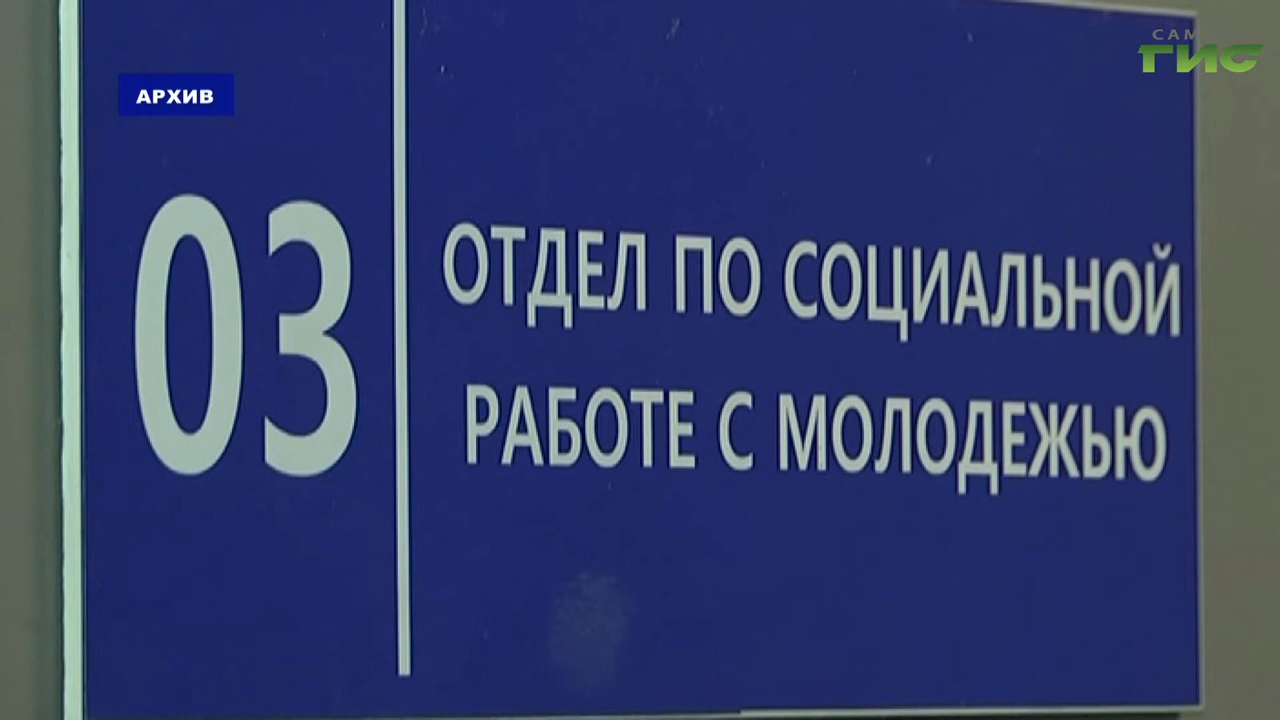 САМ
ГИС
АРХИВ
03
ОТДЕЛ ПО СОЦИАЛЬНОЙ
РАБОТЕ С МОЛОДЕЖЬЮ